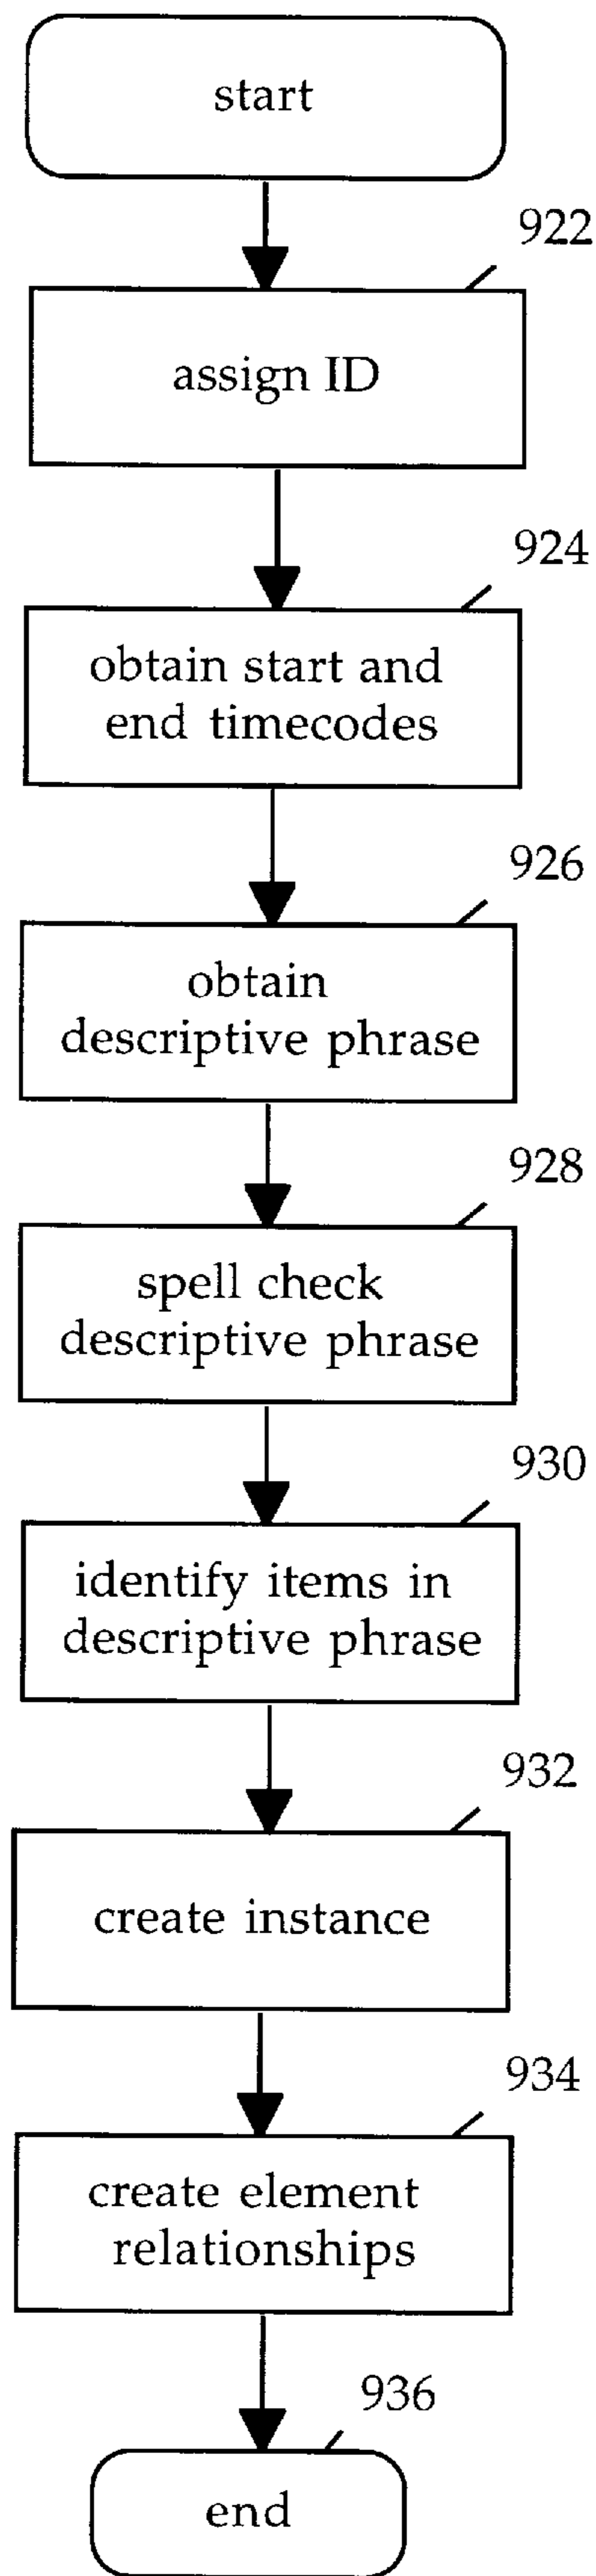 start
922
assign ID
924
obtain start and
end timecodes
926
obtain
descriptive phrase
928
spell check
descriptive phrase
930
identify items in
descriptive phrase
932
create instance
934
create element
relationships
936
end